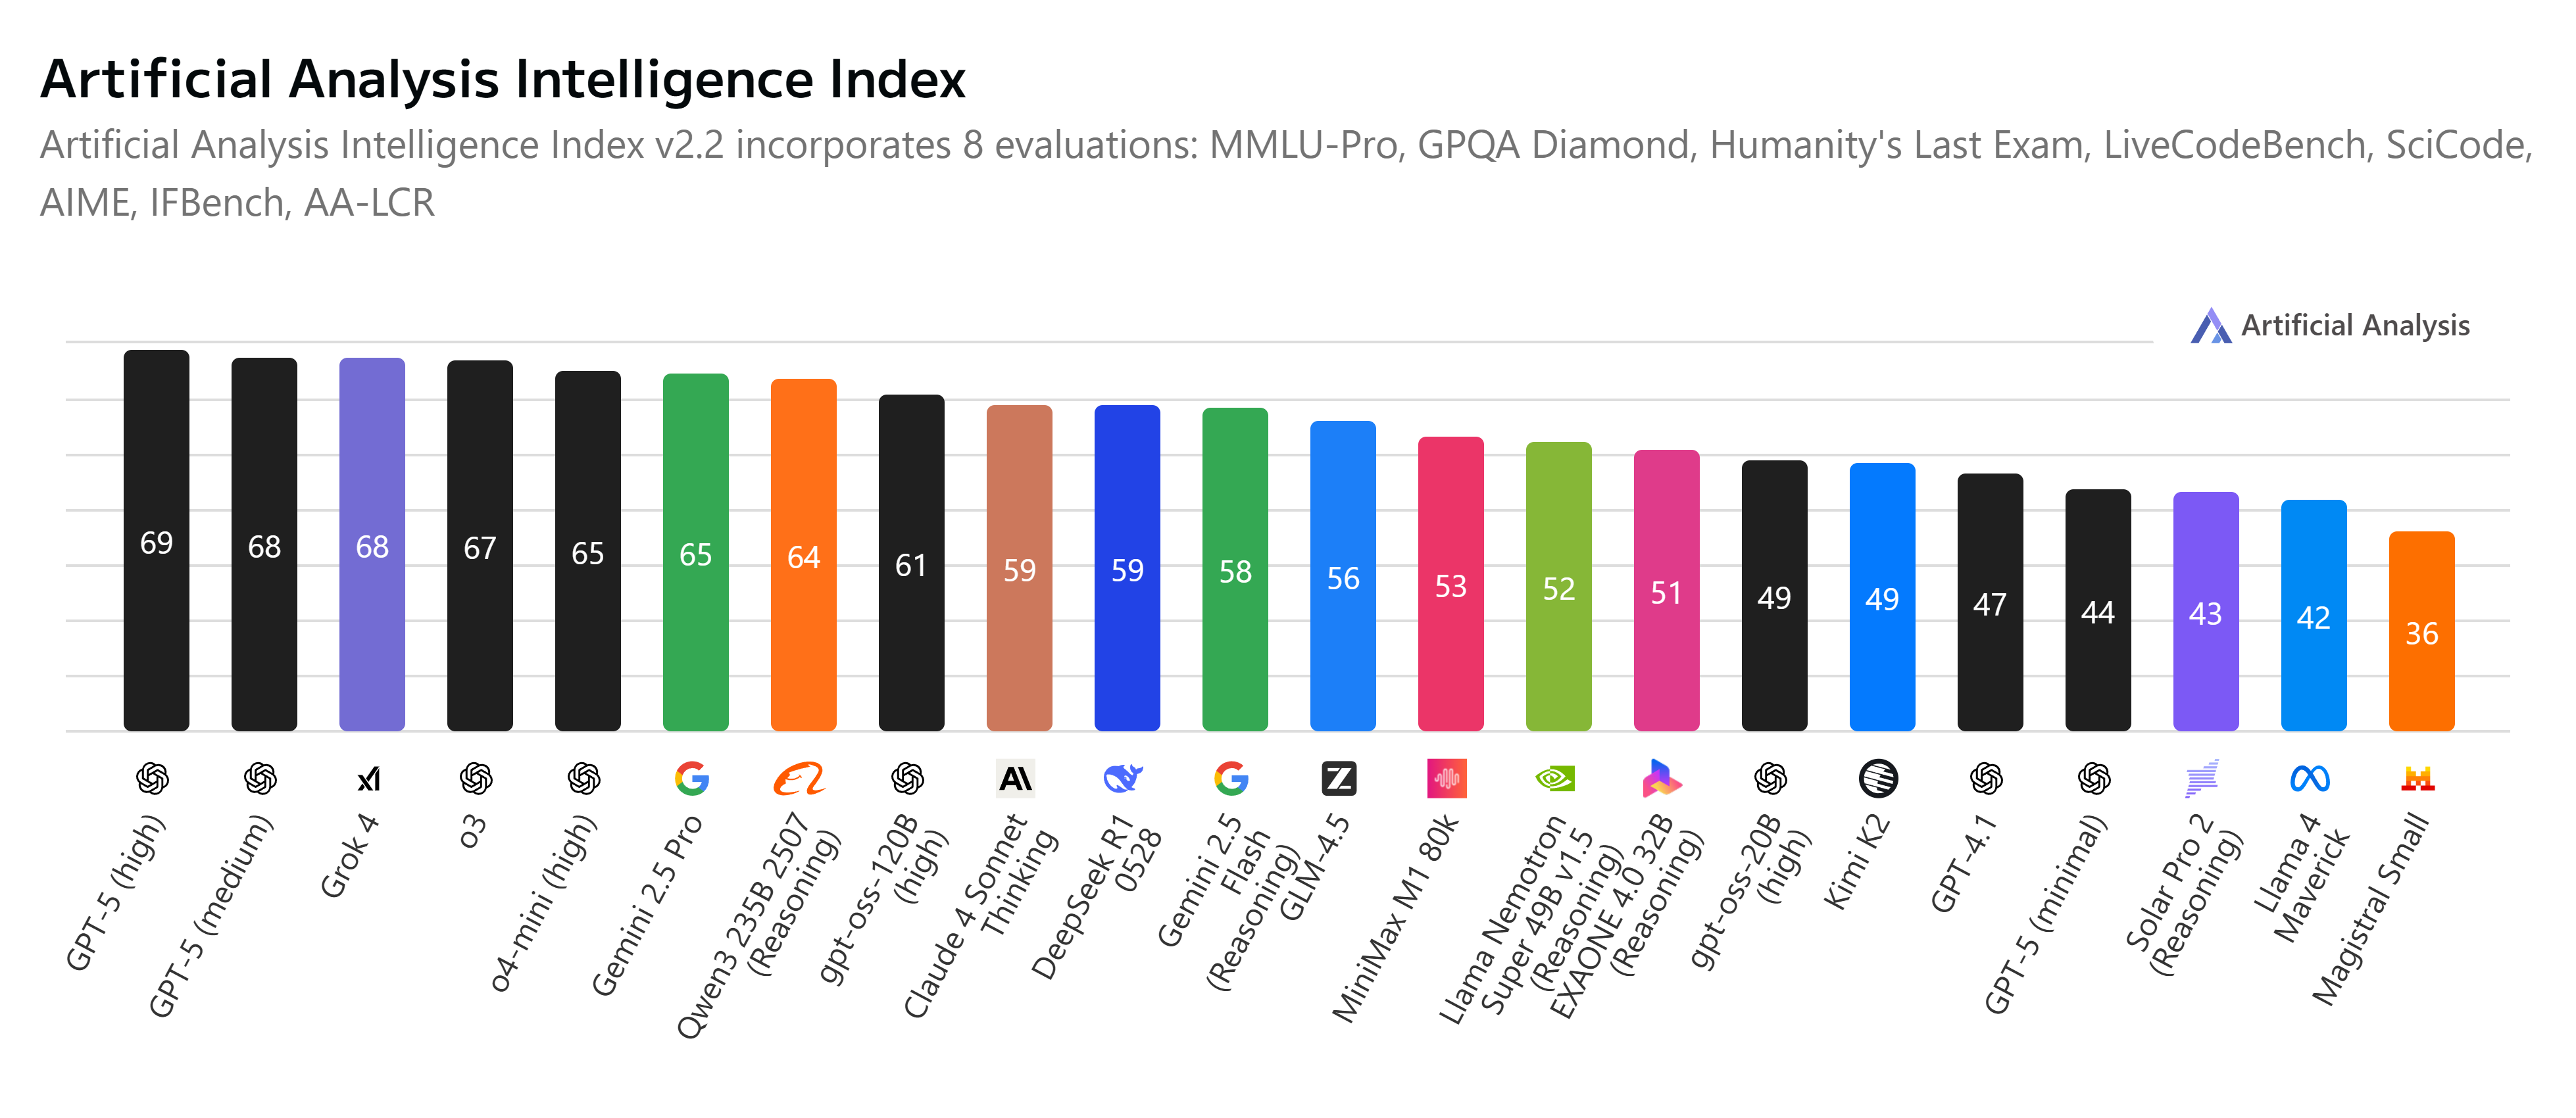 Artificial Analysis Intelligence Index
Artificial Analysis Intelligence Index v2.2 incorporates 8 evaluations: MMLU-Pro, GPQA Diamond, Humanity's Last Exam, LiveCodeBench, SciCode,
AIME, IFBench, AA-LCR
Artificial Analysis
69
68
68
67
65
65
64
61
59
59
58
56
53
52
51
49
49
47
44
43
42
36
GPT-5 (high)
GPT-5 (medium)
Grok 4
o3
o4-mini (high)
Gemini 2.5 Pro
Qwen3 235B 2507
(Reasoning)
gpt-oss-120B
(high)
Claude 4 Sonnet
Thinking
DeepSeek R1
0528
Gemini 2.5
Flash
(Reasoning)
GLM-4.5
MiniMax M1 80k
Llama Nemotron
Super 49B v1.5
(Reasoning)
EXAONE 4.0 32B
(Reasoning)
gpt-oss-20B
(high)
Kimi K2
GPT-4.1
GPT-5 (minimal)
Solar Pro 2
(Reasoning)
Llama 4
Maverick
Magistral Small